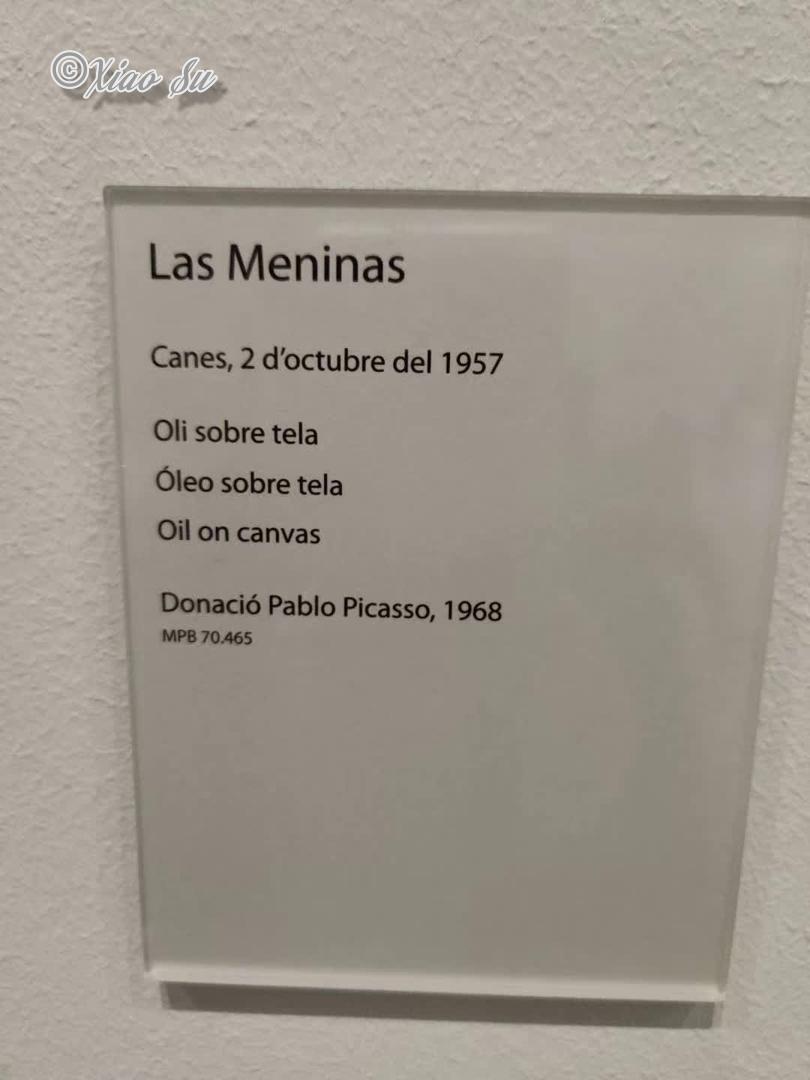 ©Xiao Su
Las Meninas
Canes, 2 d'octubre del 1957
Oli sobre tela
Óleo sobre tela
Oil on canvas
Donació Pablo Picasso, 1968
MPB 70.465